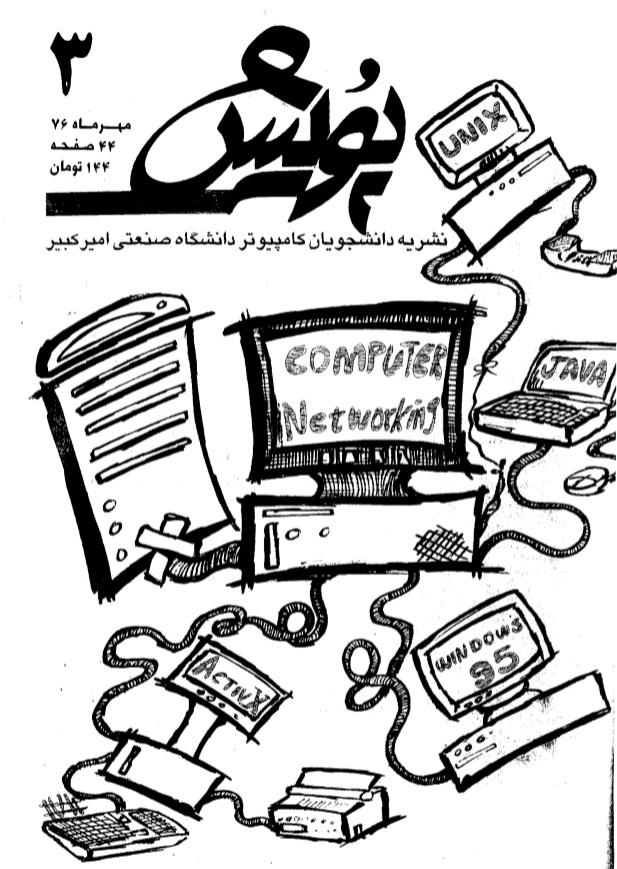 ۳
پویش
مهرماه ۷۶
۴۴ صفحه
۱۴۴ تومان
نشریه دانشجویان کامپیوتر دانشگاه صنعتی امیرکبیر
UNIX
COMPUTER
Networking
JAVA
WINDOWS
95
ACTIVX